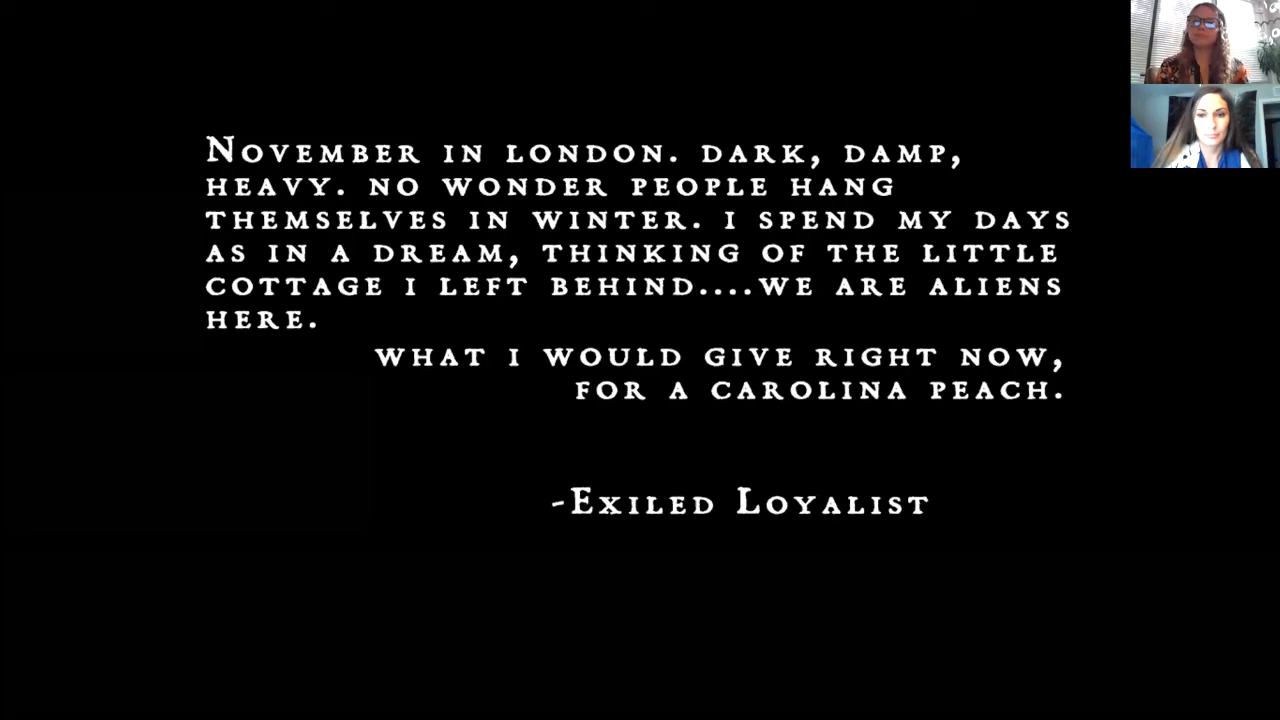 November in London. Dark, damp,
heavy. No wonder people hang
themselves in winter. I spend my days
as in a dream, thinking of the little
cottage I left behind....We are aliens
here.
What I would give right now,
for a Carolina peach.
-Exiled Loyalist